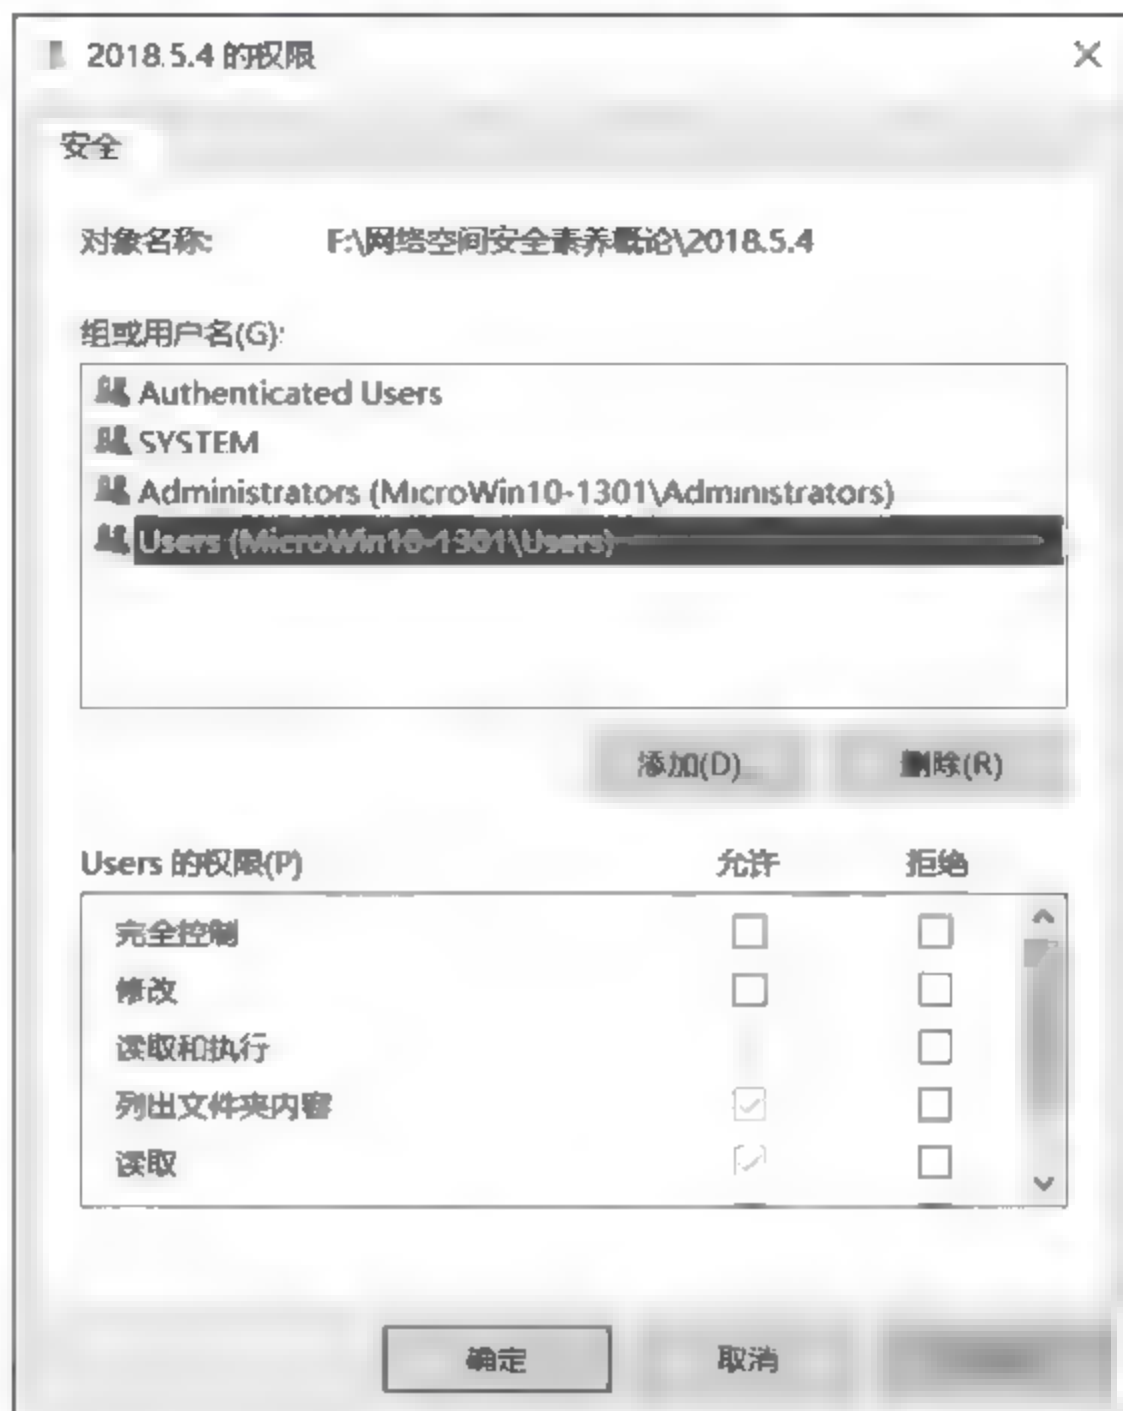 2018.5.4 的权限
安全
对象名称: F:\网络空间安全素养概论\2018.5.4
组或用户名(G):
Authenticated Users
SYSTEM
Administrators (MicroWin10-1301\Administrators)
Users (MicroWin10-1301\Users)
添加(D)... 删除(R)
Users 的权限(P) 允许 拒绝
完全控制
修改
读取和执行
列出文件夹内容
读取
确定 取消